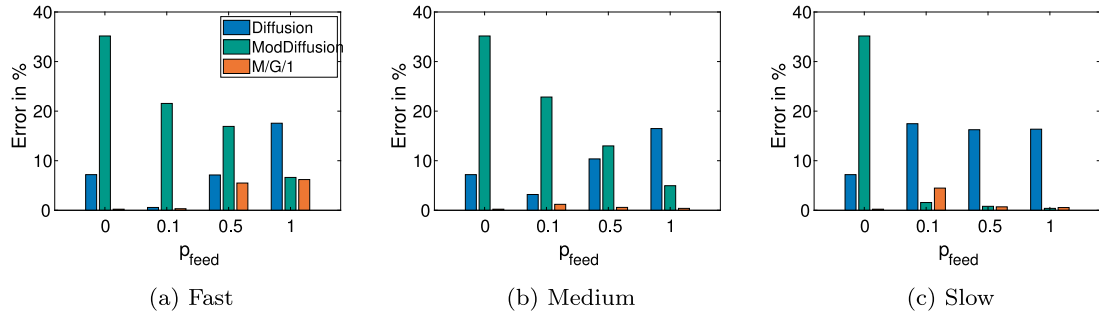 40
30
20
10
0
Error in %
0 0.1 0.5 1
p_feed
Diffusion
ModDiffusion
M/G/1
(a) Fast
40
30
20
10
0
Error in %
0 0.1 0.5 1
p_feed
(b) Medium
40
30
20
10
0
Error in %
0 0.1 0.5 1
p_feed
(c) Slow